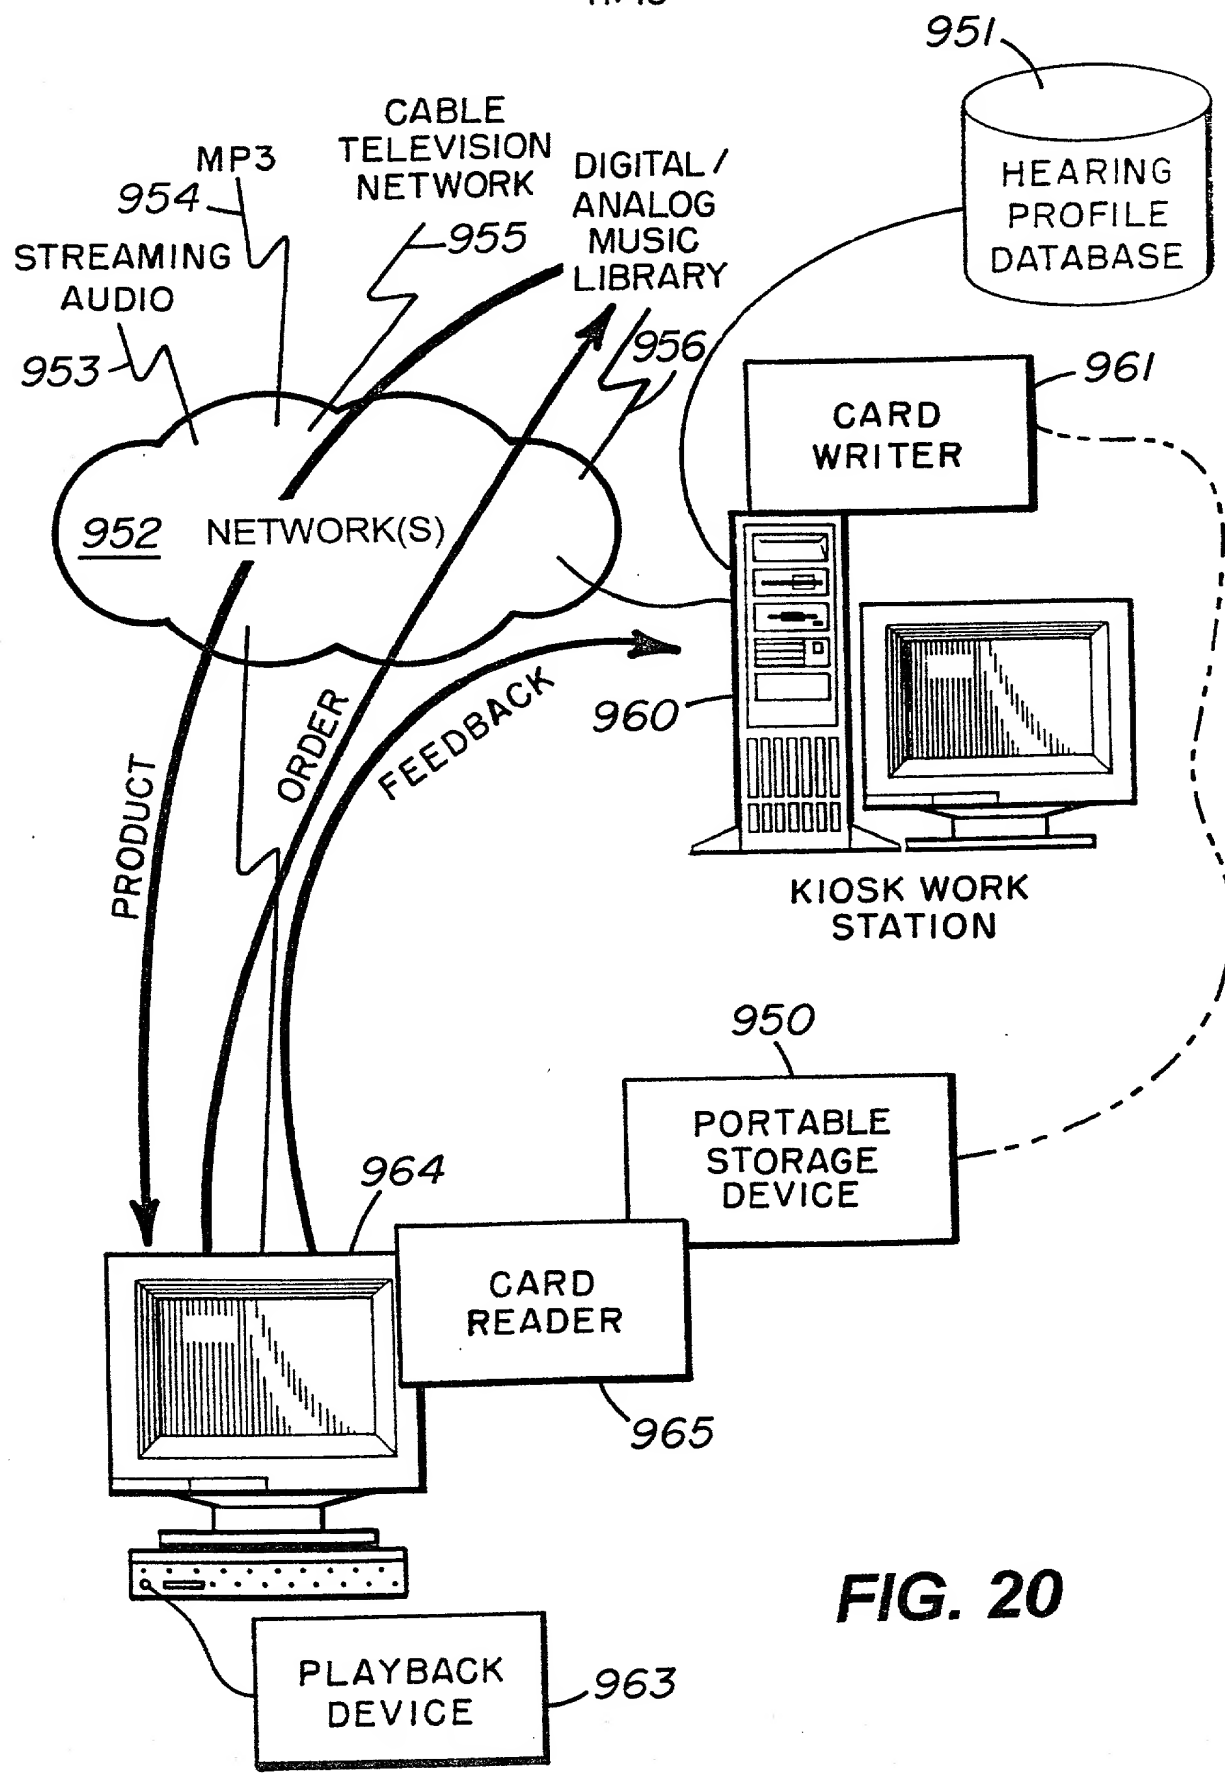 951
CABLE
TELEVISION
NETWORK
MP3
954
955
DIGITAL/
ANALOG
MUSIC
LIBRARY
HEARING
PROFILE
DATABASE
STREAMING
AUDIO
953
956
961
CARD
WRITER
952
NETWORK(S)
960
PRODUCT
ORDER
FEEDBACK
KIOSK WORK
STATION
950
PORTABLE
STORAGE
DEVICE
964
CARD
READER
965
FIG. 20
PLAYBACK
DEVICE
963